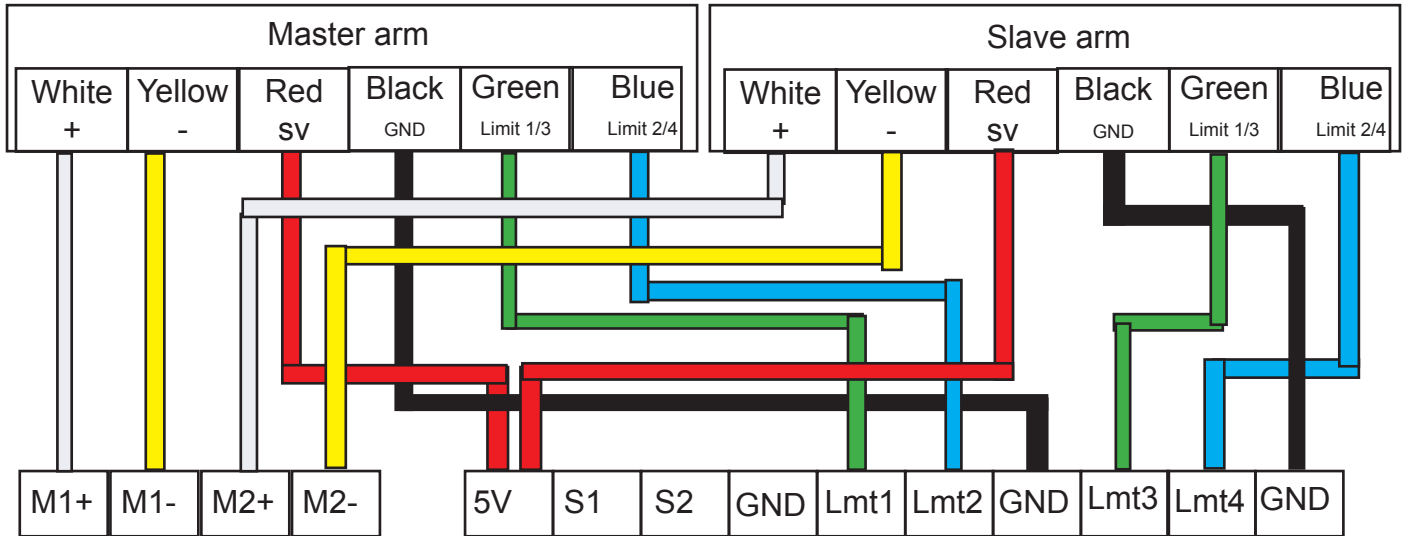 Master arm
Slave arm
White Yellow Red Black Green Blue
+ - sv GND Limit 1/3 Limit 2/4
White Yellow Red Black Green Blue
+ - sv GND Limit 1/3 Limit 2/4
M1+ M1- M2+ M2-
5V S1 S2 GND Lmt1 Lmt2 GND Lmt3 Lmt4 GND